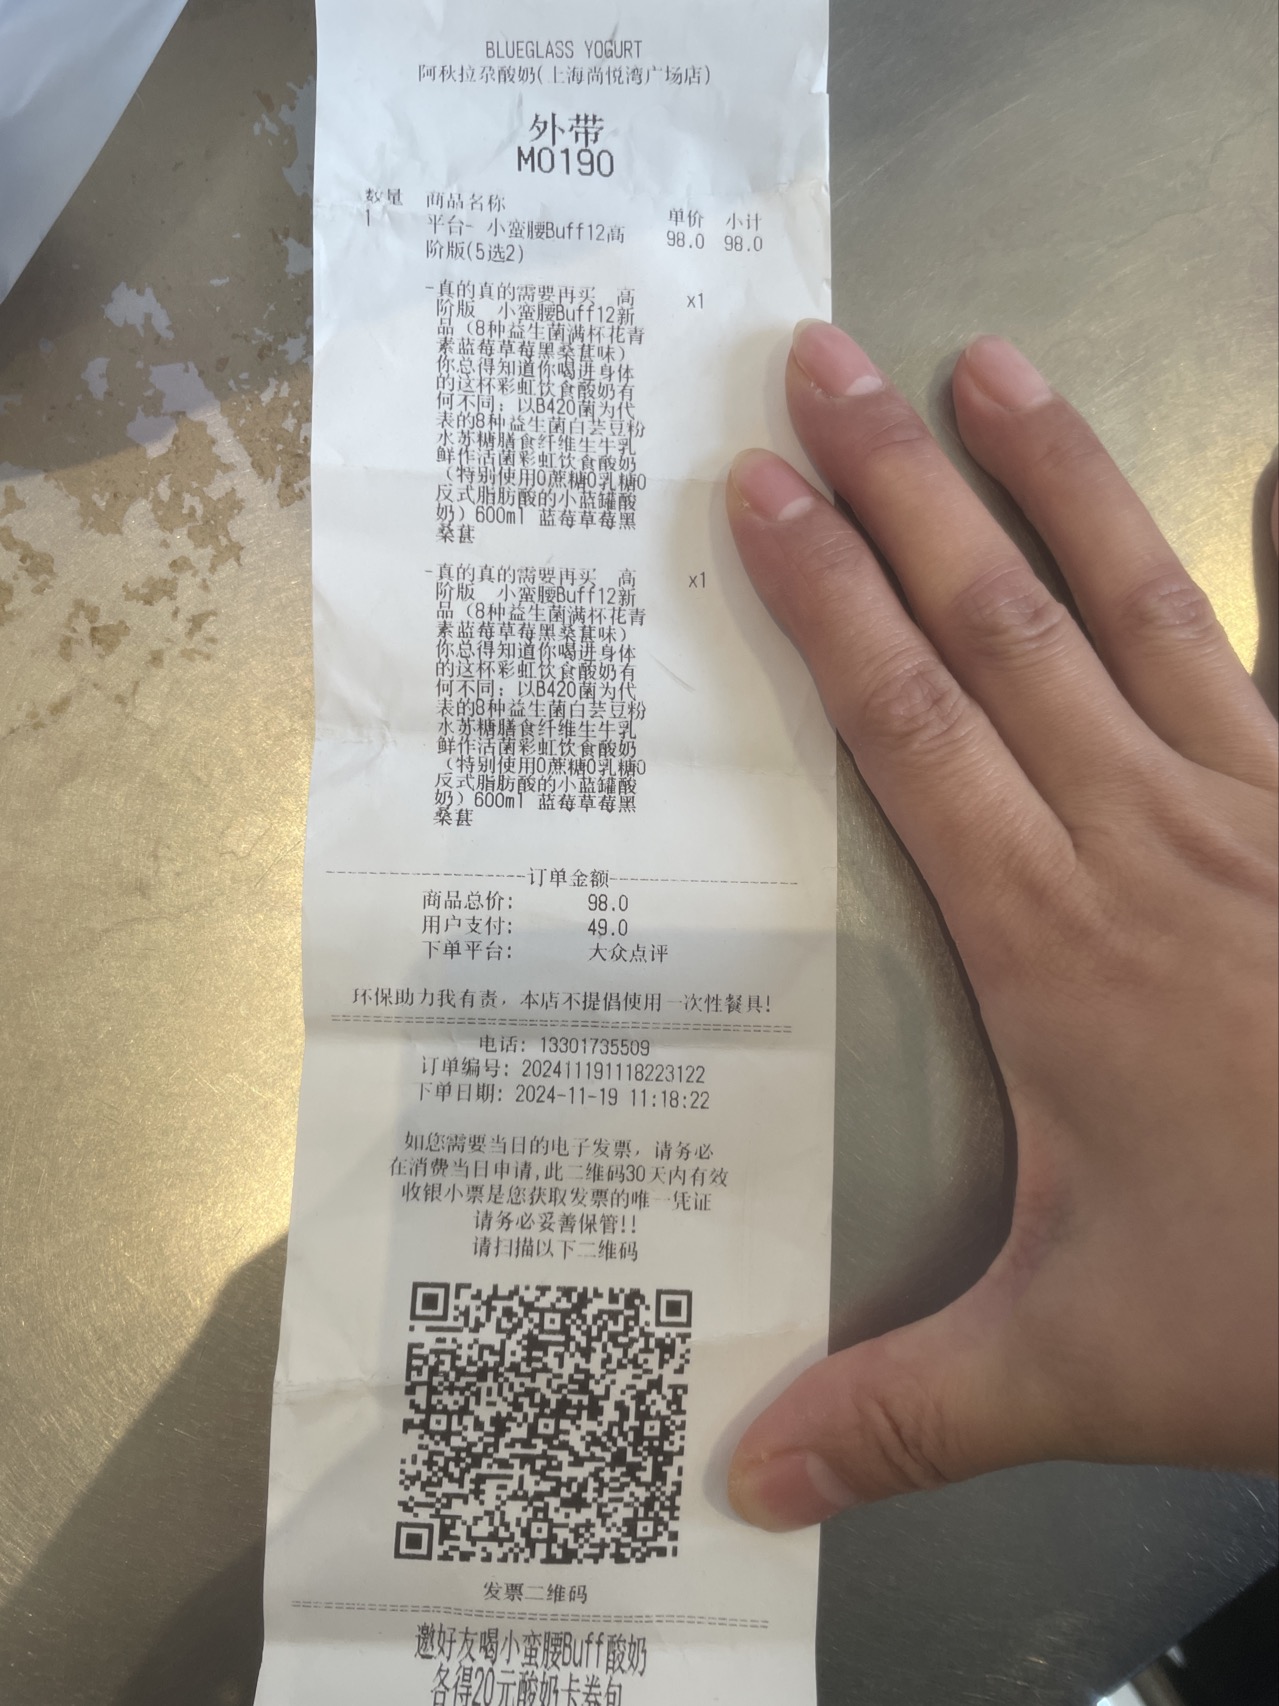 BLUEGLASS YOGURT
阿秋拉尕酸奶(上海尚悦湾广场店)
外带
M0190
数量 商品名称 单价 小计
1 平台- 小蛮腰Buff12高 98.0 98.0
阶版(5选2)
-真的真的需要再买 高 x1
阶版 小蛮腰Buff12新
品（8种益生菌满杯花青
素蓝莓草莓黑桑葚味）
你总得知道你喝进身体
的这杯彩虹饮食酸奶有
何不同；以B420菌为代
表的8种益生菌白芸豆粉
水苏糖膳食纤维生牛乳
鲜作活菌彩虹饮食酸奶
（特别使用0蔗糖0乳糖0
反式脂肪酸的小蓝罐酸
奶）600ml 蓝莓草莓黑
桑葚
-真的真的需要再买 高 x1
阶版 小蛮腰Buff12新
品（8种益生菌满杯花青
素蓝莓草莓黑桑葚味）
你总得知道你喝进身体
的这杯彩虹饮食酸奶有
何不同；以B420菌为代
表的8种益生菌白芸豆粉
水苏糖膳食纤维生牛乳
鲜作活菌彩虹饮食酸奶
（特别使用0蔗糖0乳糖0
反式脂肪酸的小蓝罐酸
奶）600ml 蓝莓草莓黑
桑葚
订单金额
商品总价: 98.0
用户支付: 49.0
下单平台: 大众点评
环保助力我有责，本店不提倡使用一次性餐具!
电话: 13301735509
订单编号: 202411191118223122
下单日期: 2024-11-19 11:18:22
如您需要当日的电子发票，请务必
在消费当日申请,此二维码30天内有效
收银小票是您获取发票的唯一凭证
请务必妥善保管!!
请扫描以下二维码
发票二维码
邀好友喝小蛮腰Buff酸奶
各得20元酸奶卡券包